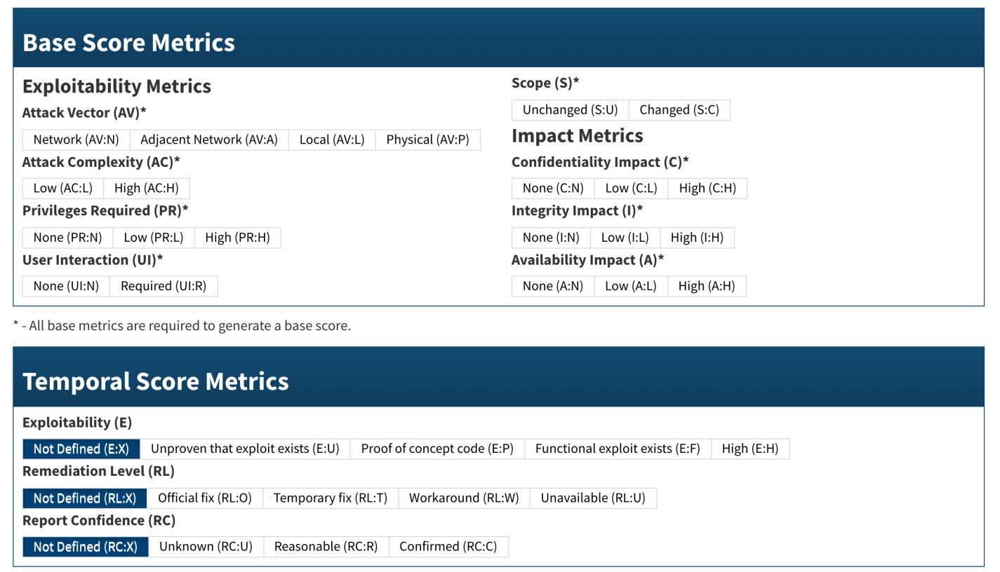 Base Score Metrics
Exploitability Metrics
Attack Vector (AV)*
Network (AV:N) Adjacent Network (AV:A) Local (AV:L) Physical (AV:P)
Attack Complexity (AC)*
Low (AC:L) High (AC:H)
Privileges Required (PR)*
None (PR:N) Low (PR:L) High (PR:H)
User Interaction (UI)*
None (UI:N) Required (UI:R)
Scope (S)*
Unchanged (S:U) Changed (S:C)
Impact Metrics
Confidentiality Impact (C)*
None (C:N) Low (C:L) High (C:H)
Integrity Impact (I)*
None (I:N) Low (I:L) High (I:H)
Availability Impact (A)*
None (A:N) Low (A:L) High (A:H)
* - All base metrics are required to generate a base score.
Temporal Score Metrics
Exploitability (E)
Not Defined (E:X) Unproven that exploit exists (E:U) Proof of concept code (E:P) Functional exploit exists (E:F) High (E:H)
Remediation Level (RL)
Not Defined (RL:X) Official fix (RL:O) Temporary fix (RL:T) Workaround (RL:W) Unavailable (RL:U)
Report Confidence (RC)
Not Defined (RC:X) Unknown (RC:U) Reasonable (RC:R) Confirmed (RC:C)